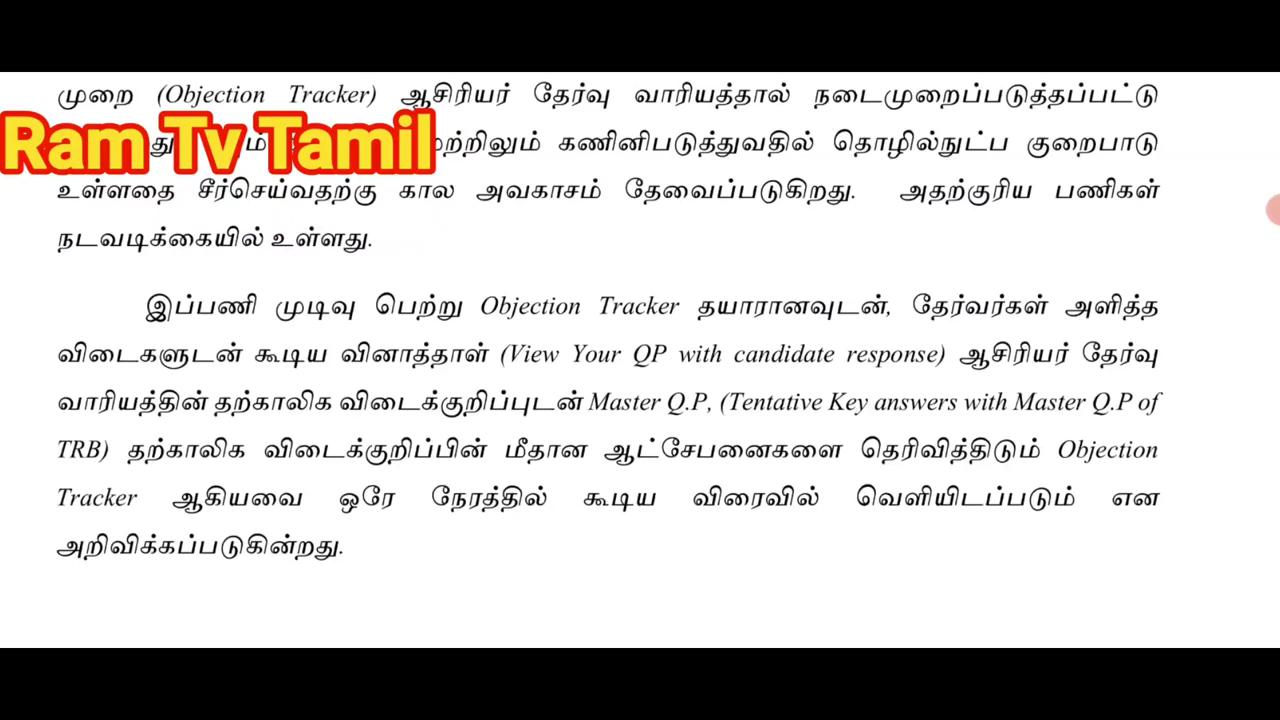 முறை (Objection Tracker) ஆசிரியர் தேர்வு வாரியத்தால் நடைமுறைப்படுத்தப்பட்டு
Ram Tv Tamil
கணினிபடுத்துவதில் தொழில்நுட்ப குறைபாடு
உள்ளதை சீர்செய்வதற்கு கால அவகாசம் தேவைப்படுகிறது. அதற்குரிய பணிகள்
நடவடிக்கையில் உள்ளது.
இப்பணி முடிவு பெற்று Objection Tracker தயாரானவுடன், தேர்வர்கள் அளித்த
விடைகளுடன் கூடிய வினாத்தாள் (View Your QP with candidate response) ஆசிரியர் தேர்வு
வாரியத்தின் தற்காலிக விடைக்குறிப்புடன் Master Q.P, (Tentative Key answers with Master Q.P of
TRB) தற்காலிக விடைக்குறிப்பின் மீதான ஆட்சேபனைகளை தெரிவித்திடும் Objection
Tracker ஆகியவை ஒரே நேரத்தில் கூடிய விரைவில் வெளியிடப்படும் என
அறிவிக்கப்படுகின்றது.